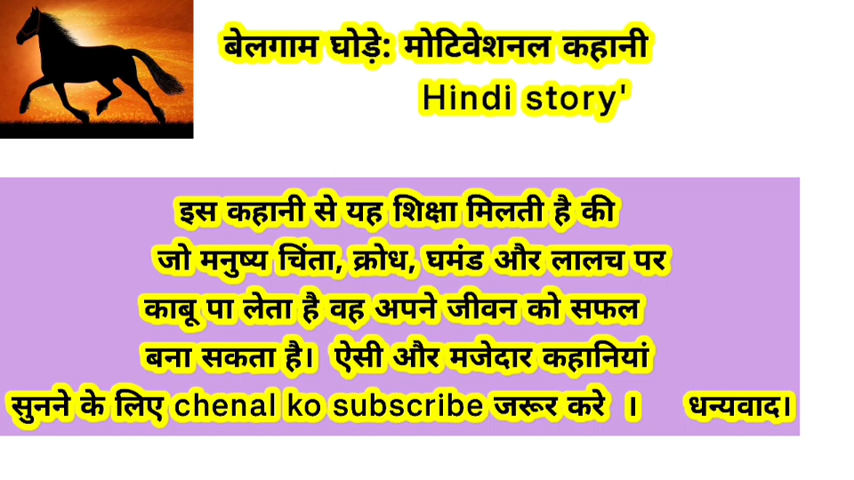 बेलगाम घोड़े: मोटिवेशनल कहानी
Hindi story'
इस कहानी से यह शिक्षा मिलती है की
जो मनुष्य चिंता, क्रोध, घमंड और लालच पर
काबू पा लेता है वह अपने जीवन को सफल
बना सकता है। ऐसी और मजेदार कहानियां
सुनने के लिए chenal ko subscribe जरूर करे । धन्यवाद।